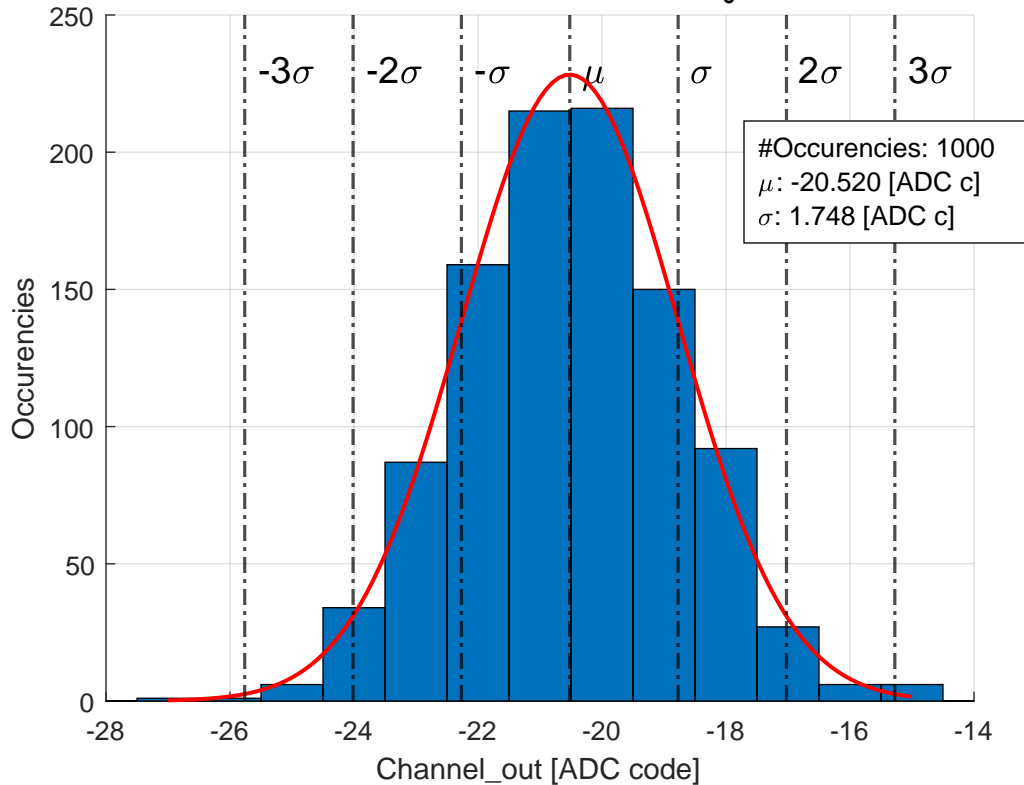 250
-3σ -2σ -σ μ σ 2σ 3σ
#Occurencies: 1000
μ: -20.520 [ADC c]
σ: 1.748 [ADC c]
200
150
100
50
0
Occurencies
-28 -26 -24 -22 -20 -18 -16 -14
Channel_out [ADC code]